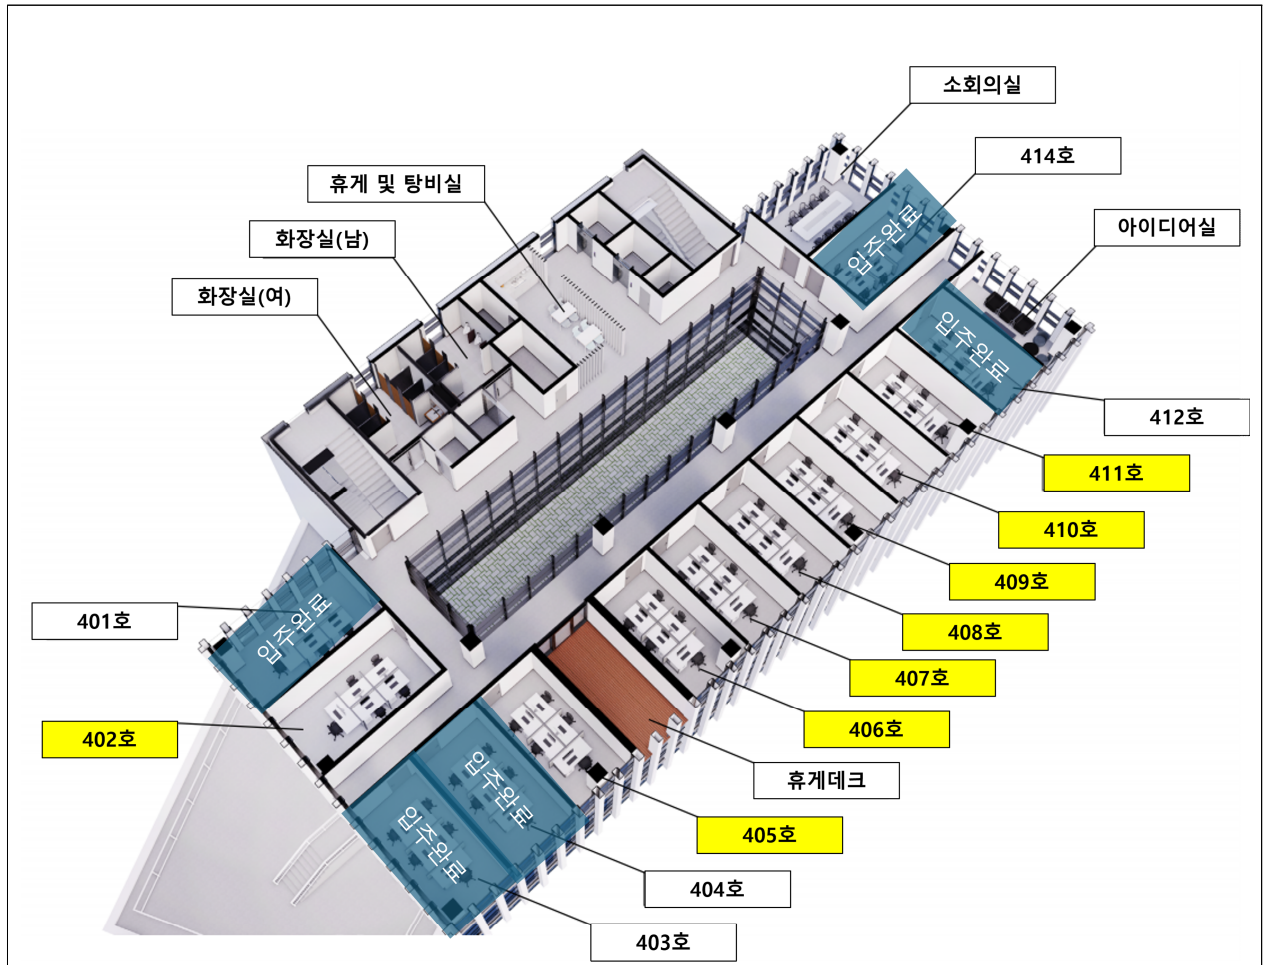 소회의실
414호
휴게 및 탕비실
아이디어실
화장실(남)
화장실(여)
입주완료
입주완료
412호
411호
410호
409호
408호
407호
406호
휴게데크
405호
404호
403호
401호
입주완료
402호
입주완료
입주완료